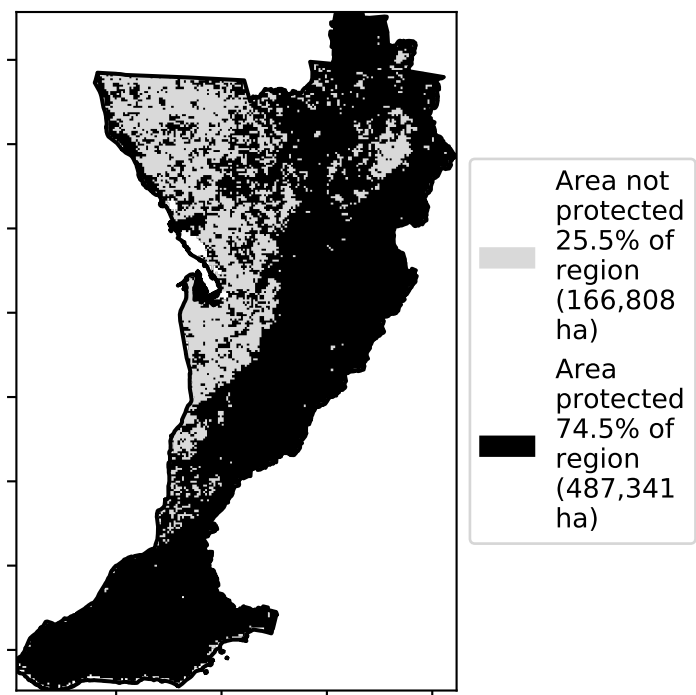 Area not
protected
25.5% of
region
(166,808
ha)
Area
protected
74.5% of
region
(487,341
ha)